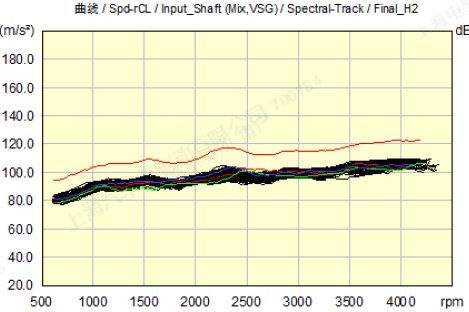 曲线 / Spd-rCL / Input_Shaft (Mix,VSG) / Spectral-Track / Final_H2
(m/s²)
dB
180.0
160.0
140.0
120.0
100.0
80.0
60.0
40.0
20.0
500 1000 1500 2000 2500 3000 3500 4000 rpm